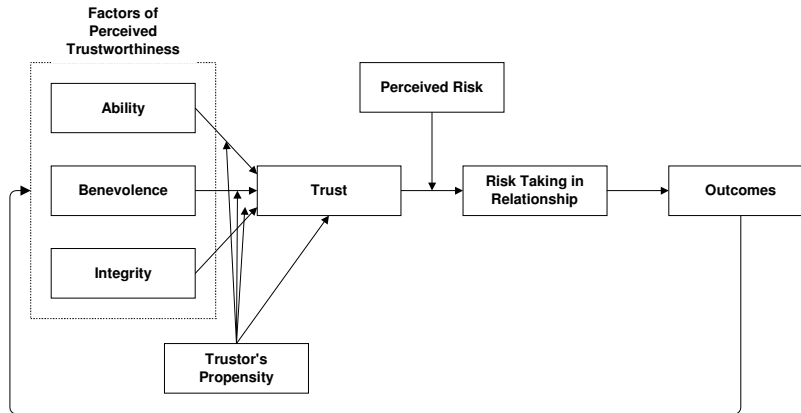 Factors of
Perceived
Trustworthiness
Ability
Benevolence
Integrity
Trustor's
Propensity
Trust
Perceived Risk
Risk Taking in
Relationship
Outcomes